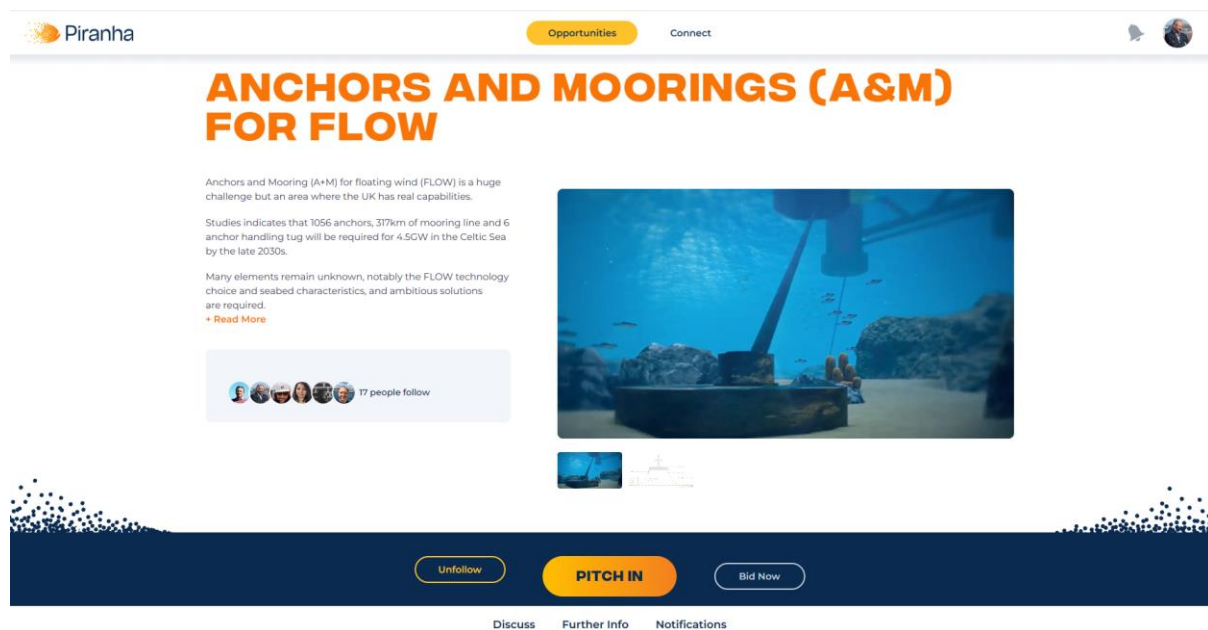 Piranha
Opportunities
Connect
ANCHORS AND MOORINGS (A&M)
FOR FLOW
Anchors and Mooring (A+M) for floating wind (FLOW) is a huge
challenge but an area where the UK has real capabilities.
Studies indicates that 1056 anchors, 317km of mooring line and 6
anchor handling tug will be required for 4.5GW in the Celtic Sea
by the late 2030s.
Many elements remain unknown, notably the FLOW technology
choice and seabed characteristics, and ambitious solutions
are required.
+ Read More
17 people follow
Unfollow
PITCH IN
Bid Now
Discuss
Further Info
Notifications